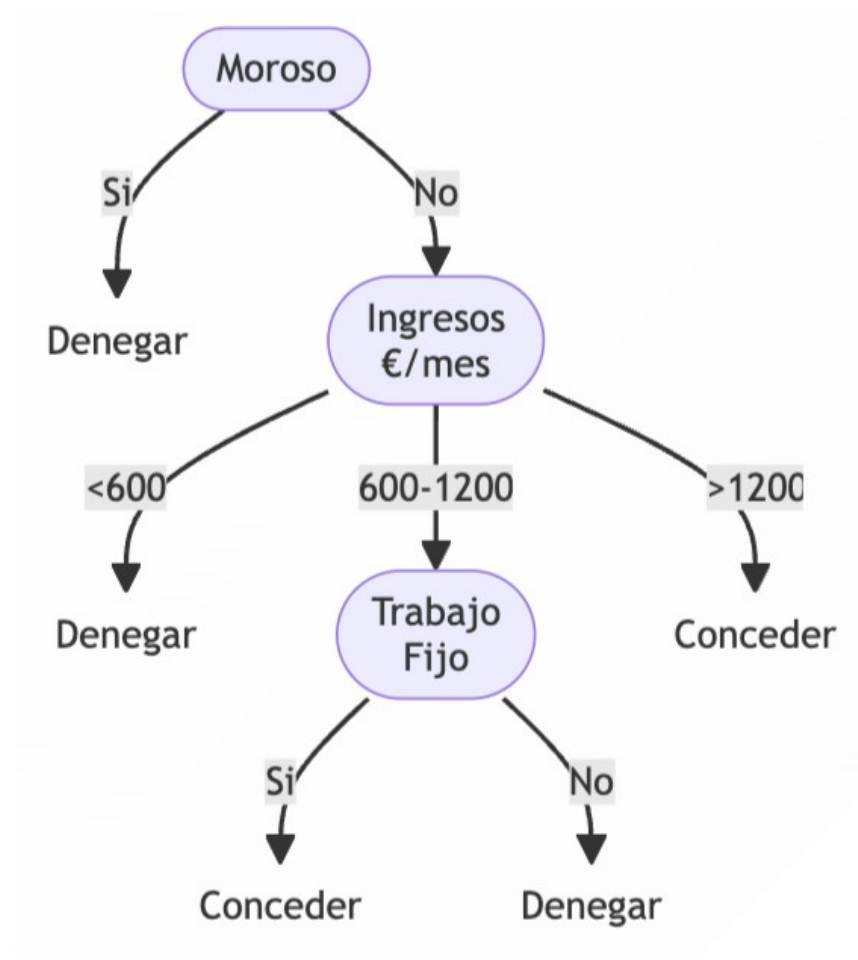 Moroso
Si
No
Denegar
Ingresos
€/mes
<600
600-1200
>1200
Denegar
Trabajo
Fijo
Conceder
Si
No
Conceder
Denegar